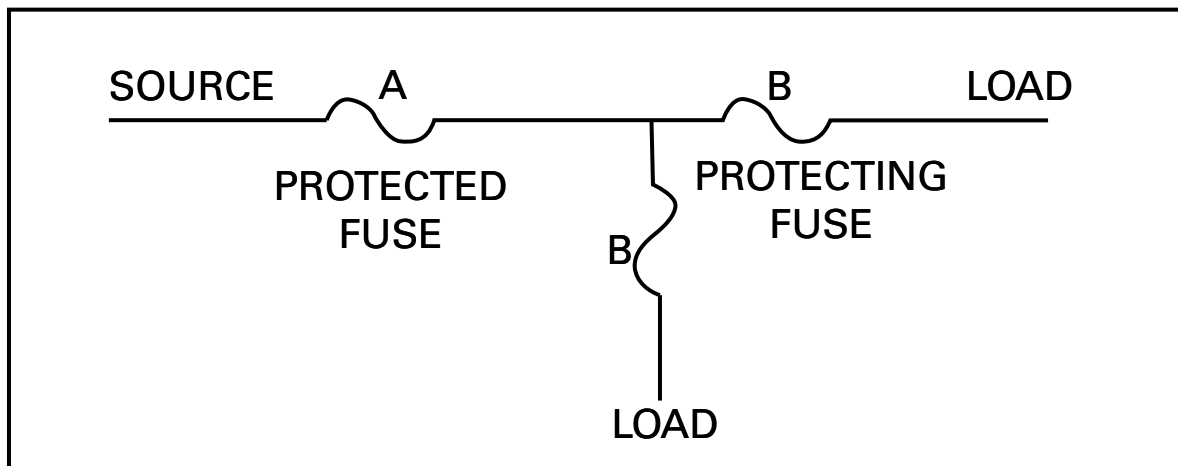 SOURCE
A
B
LOAD
PROTECTED
FUSE
PROTECTING
FUSE
B
LOAD